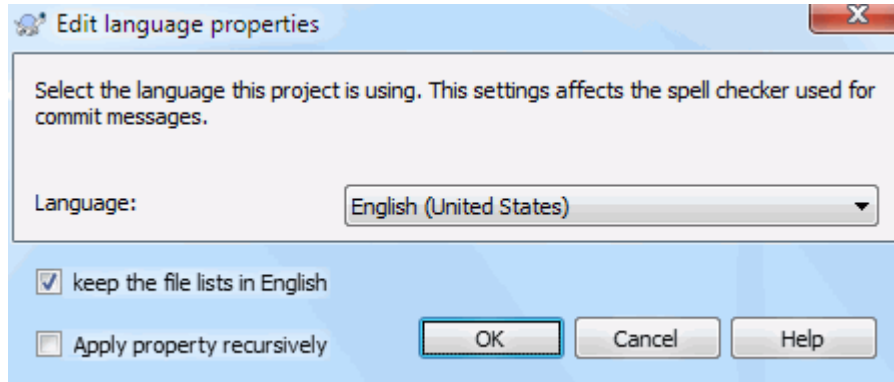 Edit language properties
Select the language this project is using. This settings affects the spell checker used for
commit messages.
Language: English (United States)
keep the file lists in English
Apply property recursively OK Cancel Help